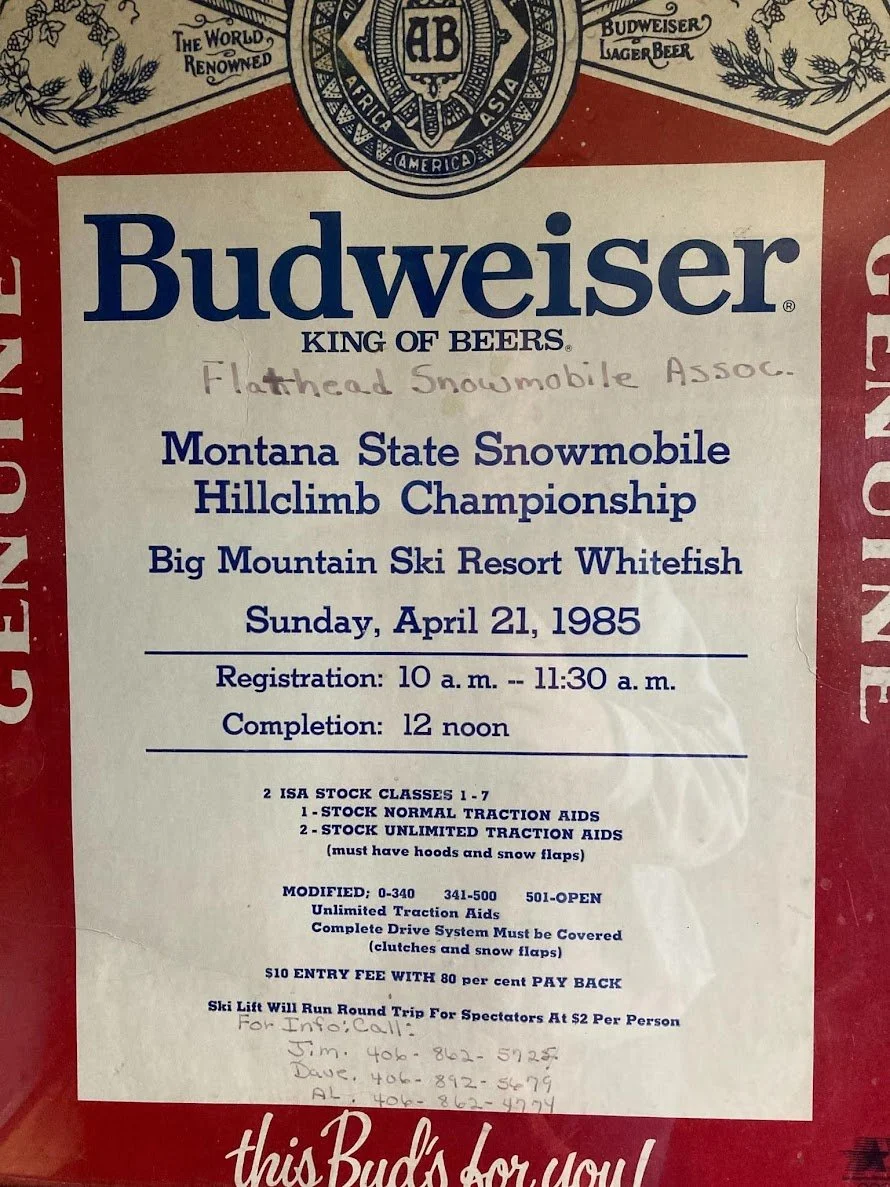 THE WORLD
RENOWNED
AB
AFRICA
ASIA
AMERICA
BUDWEISER
LAGER BEER
GENUINE
GENUINE
Budweiser®
KING OF BEERS®
Flathead Snowmobile Assoc.
Montana State Snowmobile
Hillclimb Championship
Big Mountain Ski Resort Whitefish
Sunday, April 21, 1985
Registration: 10 a.m. -- 11:30 a.m.
Completion: 12 noon
2 ISA STOCK CLASSES 1 - 7
1 - STOCK NORMAL TRACTION AIDS
2 - STOCK UNLIMITED TRACTION AIDS
(must have hoods and snow flaps)
MODIFIED; 0-340 341-500 501-OPEN
Unlimited Traction Aids
Complete Drive System Must be Covered
(clutches and snow flaps)
$10 ENTRY FEE WITH 80 per cent PAY BACK
Ski Lift Will Run Round Trip For Spectators At $2 Per Person
For Info: Call:
Jim. 406-862-5725
Dave. 406-892-5679
AL. 406-862-4774
this Bud's for you!